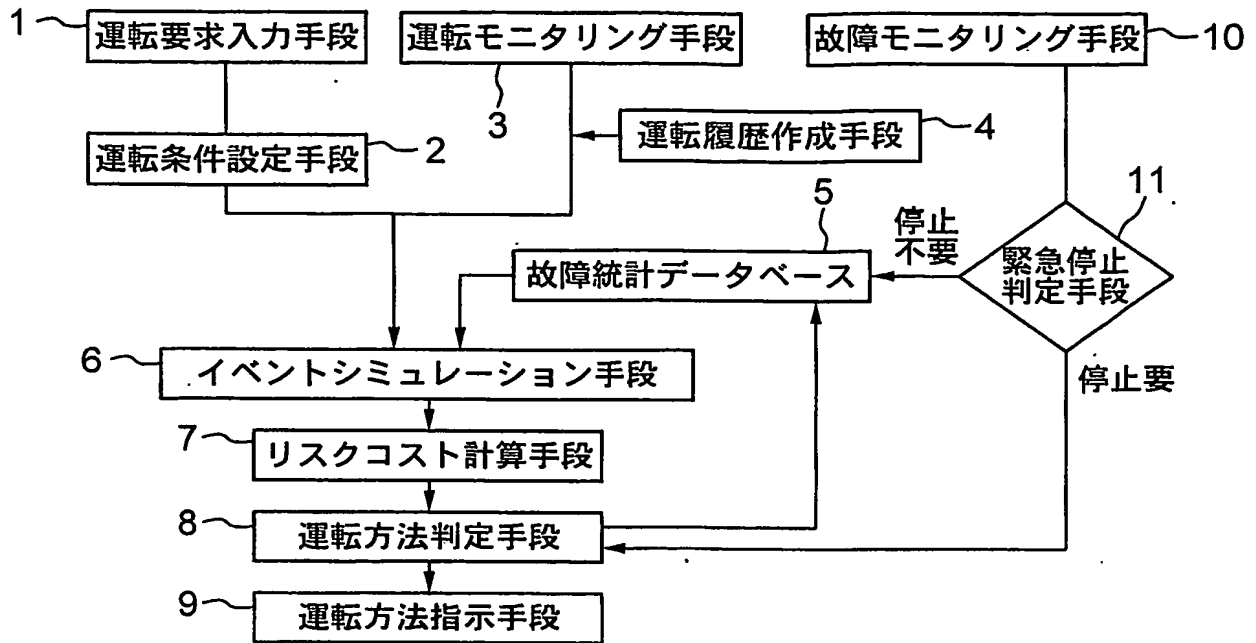 1
運転要求入力手段
運転モニタリング手段
3
故障モニタリング手段
10
運転条件設定手段
2
運転履歴作成手段
4
5
故障統計データベース
停止
不要
11
緊急停止
判定手段
停止要
6
イベントシミュレーション手段
7
リスクコスト計算手段
8
運転方法判定手段
9
運転方法指示手段